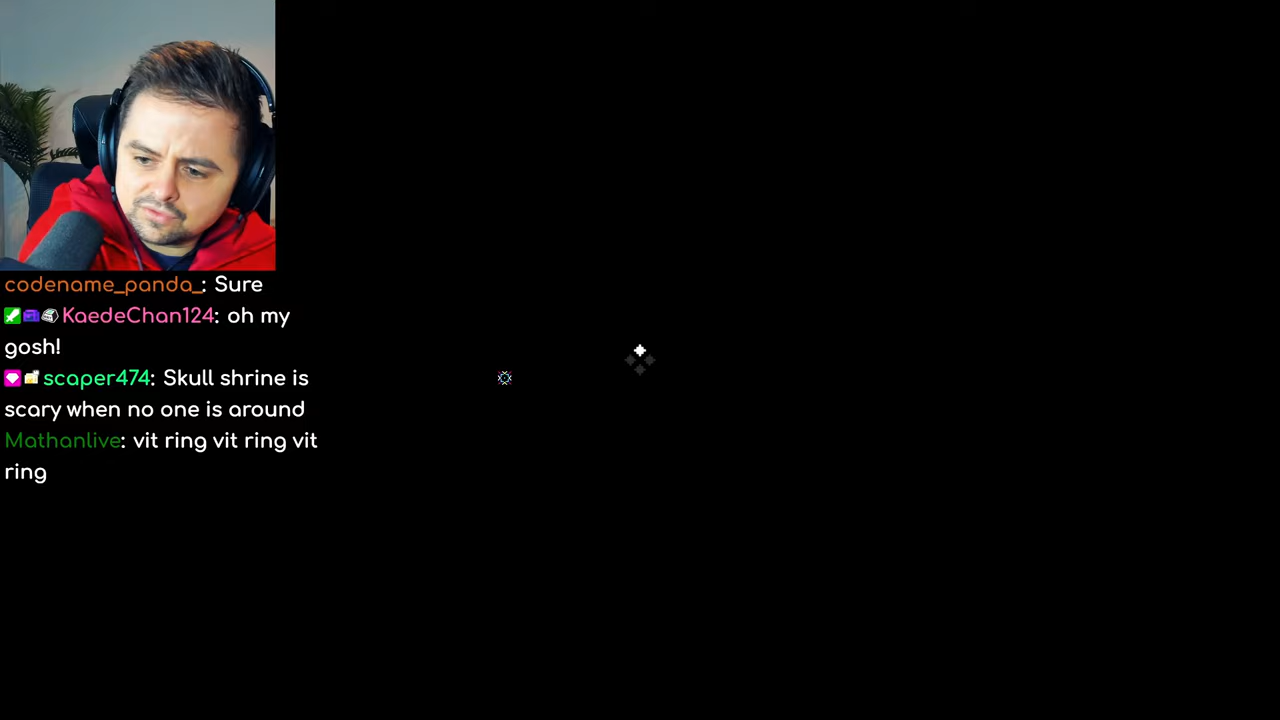 codename_panda_: Sure
KaedeChan124: oh my
gosh!
scaper474: Skull shrine is
scary when no one is around
Mathanlive: vit ring vit ring vit
ring